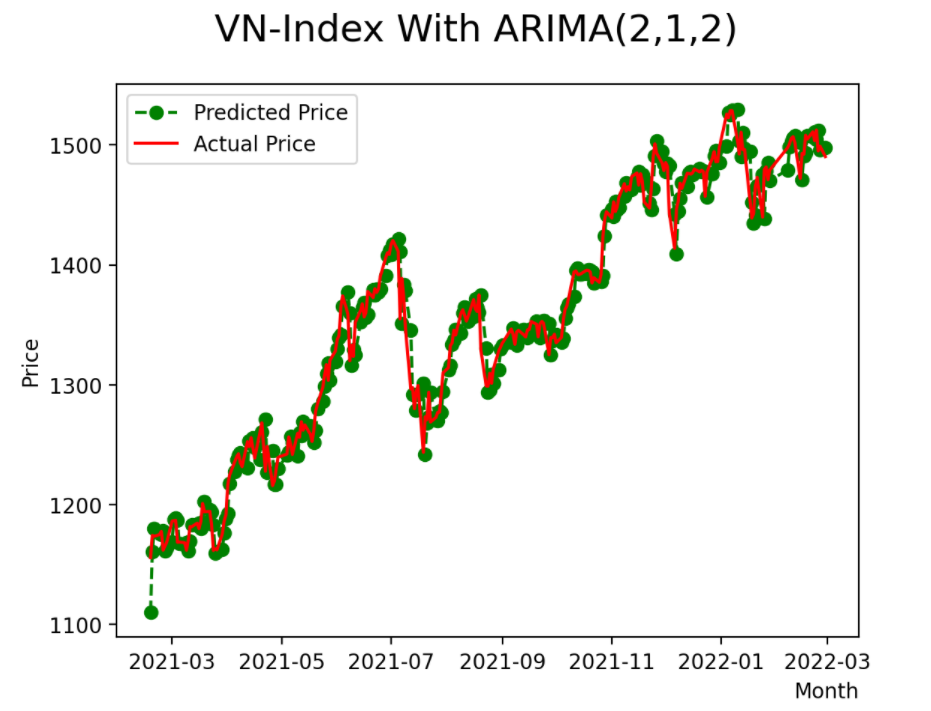 VN-Index With ARIMA(2,1,2)
Predicted Price
Actual Price
1500
1400
1300
1200
1100
Price
2021-03 2021-05 2021-07 2021-09 2021-11 2022-01 2022-03
Month